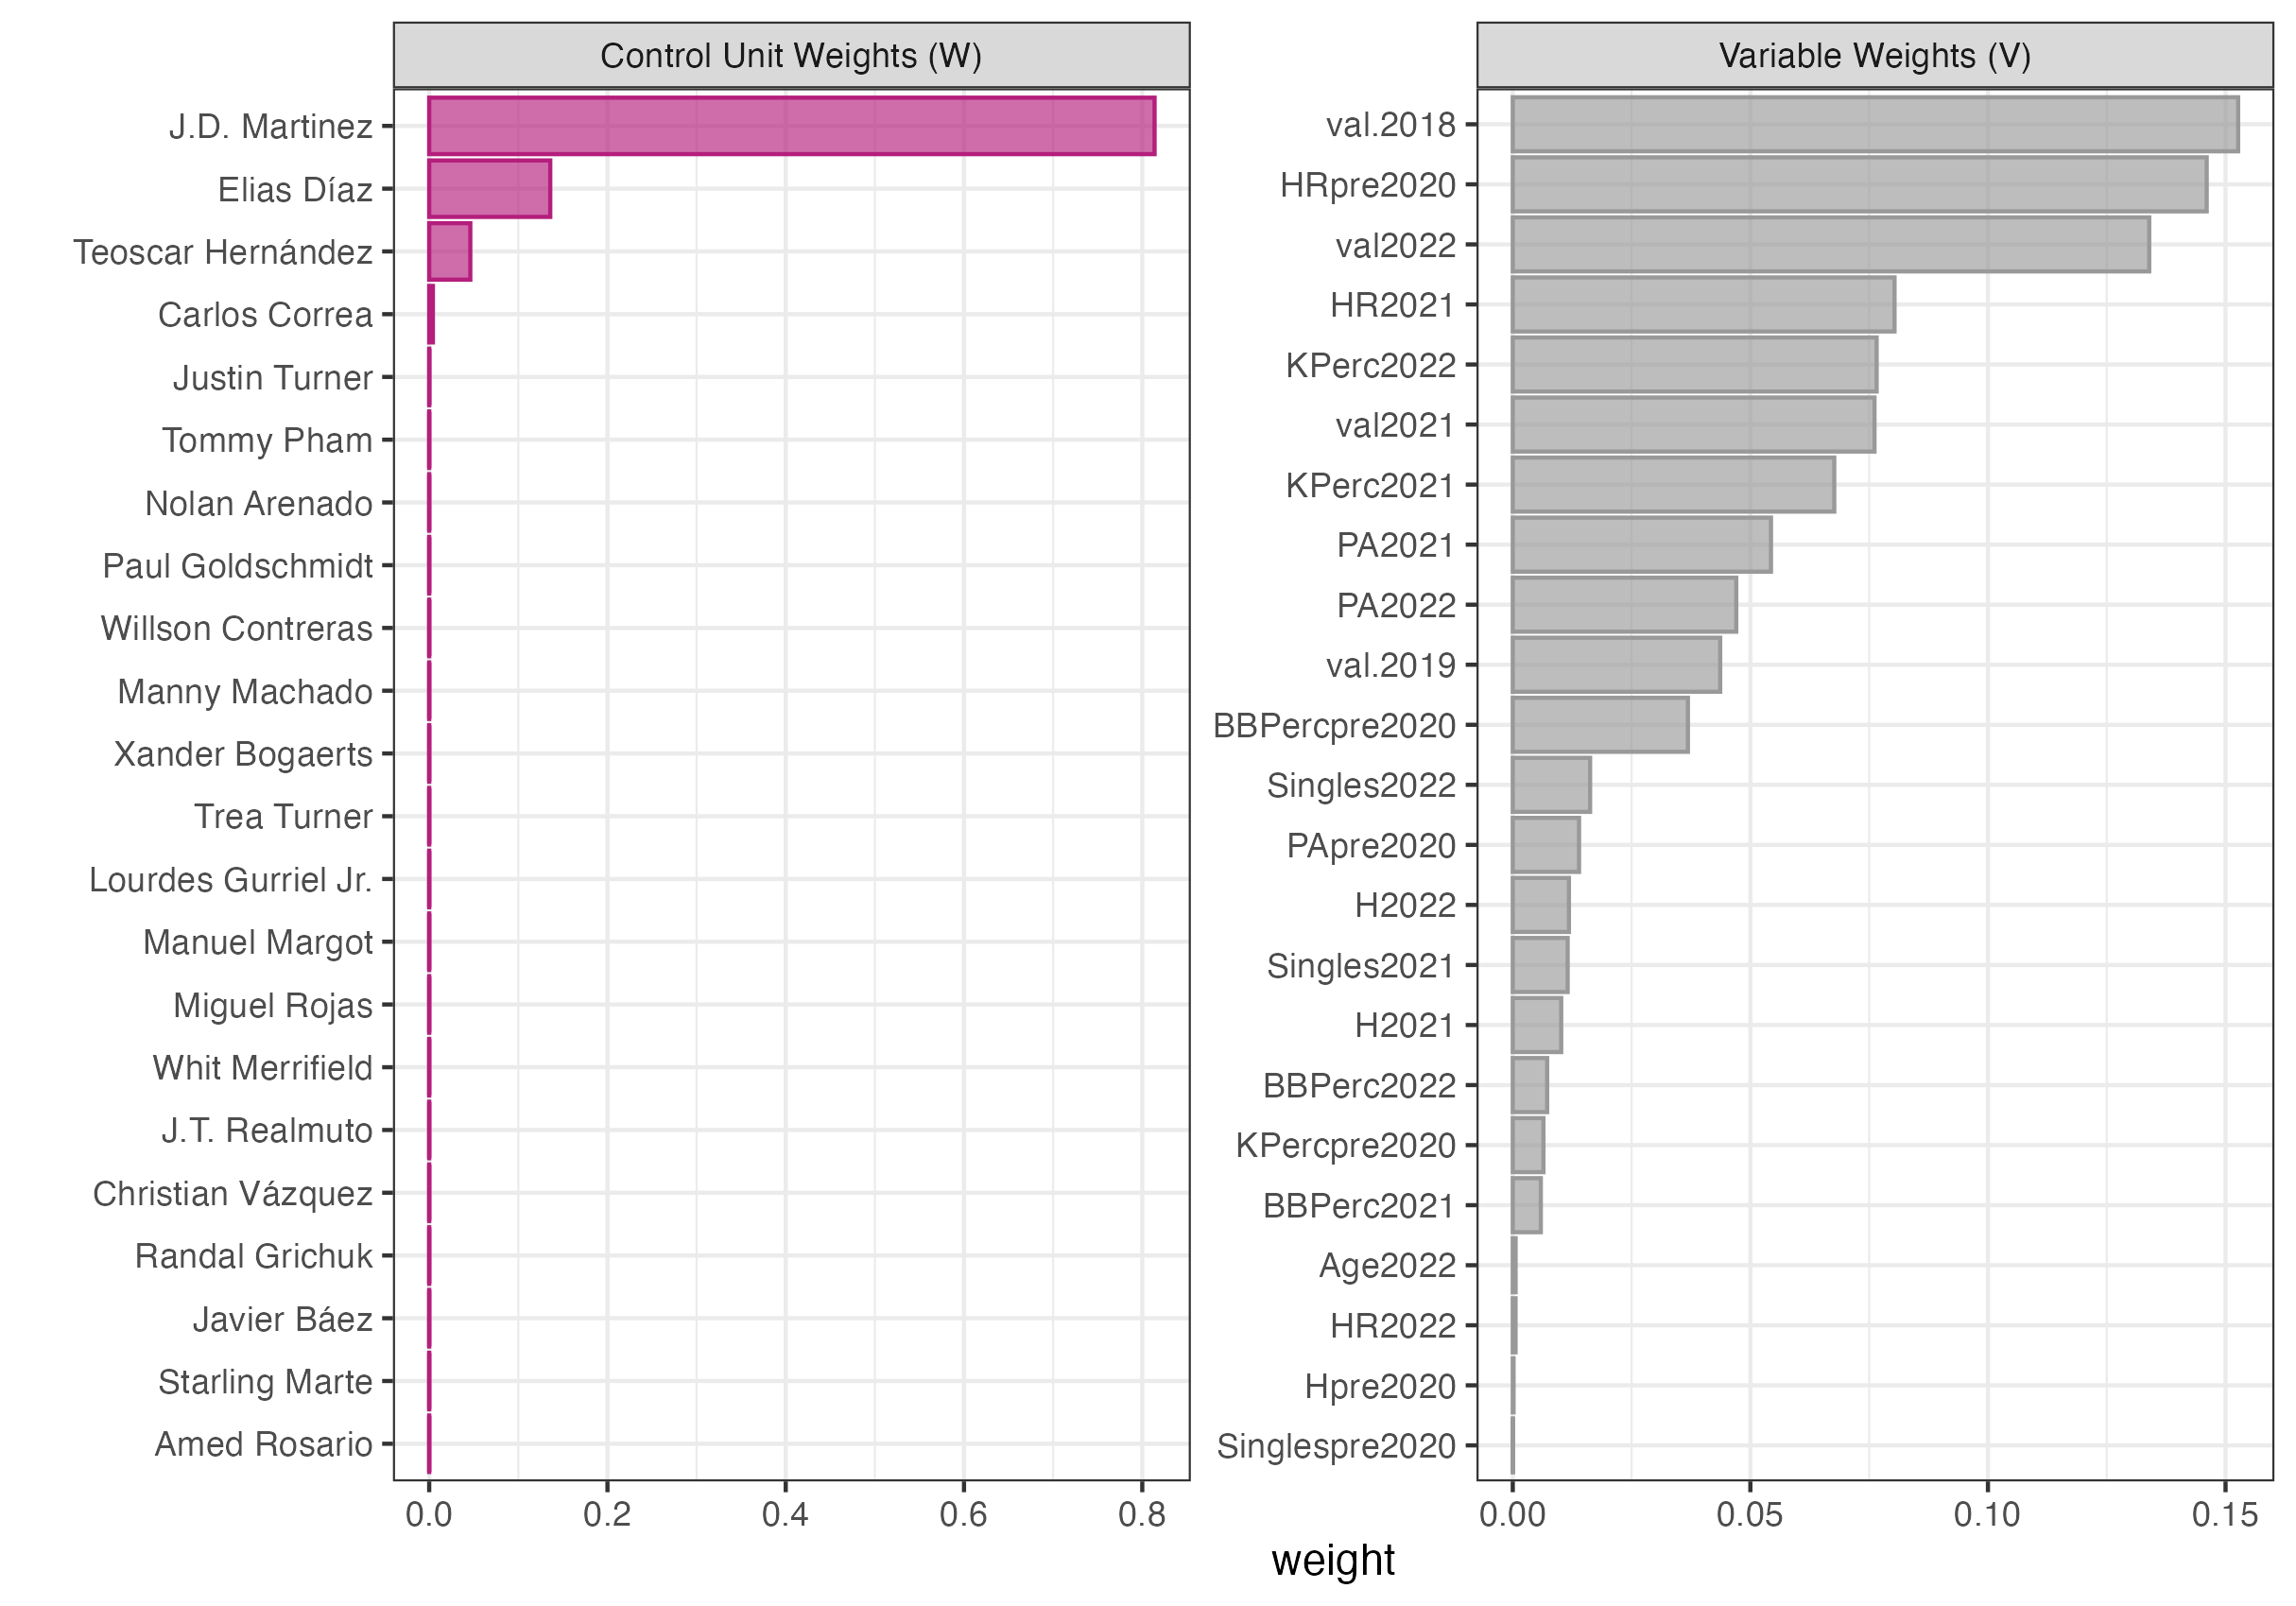 Control Unit Weights (W)
J.D. Martinez
Elias Díaz
Teoscar Hernández
Carlos Correa
Justin Turner
Tommy Pham
Nolan Arenado
Paul Goldschmidt
Willson Contreras
Manny Machado
Xander Bogaerts
Trea Turner
Lourdes Gurriel Jr.
Manuel Margot
Miguel Rojas
Whit Merrifield
J.T. Realmuto
Christian Vázquez
Randal Grichuk
Javier Báez
Starling Marte
Amed Rosario
0.0 0.2 0.4 0.6 0.8
Variable Weights (V)
val.2018
HRpre2020
val2022
HR2021
KPerc2022
val2021
KPerc2021
PA2021
PA2022
val.2019
BBPercpre2020
Singles2022
PApre2020
H2022
Singles2021
H2021
BBPerc2022
KPercpre2020
BBPerc2021
Age2022
HR2022
Hpre2020
Singlespre2020
0.00 0.05 0.10 0.15
weight